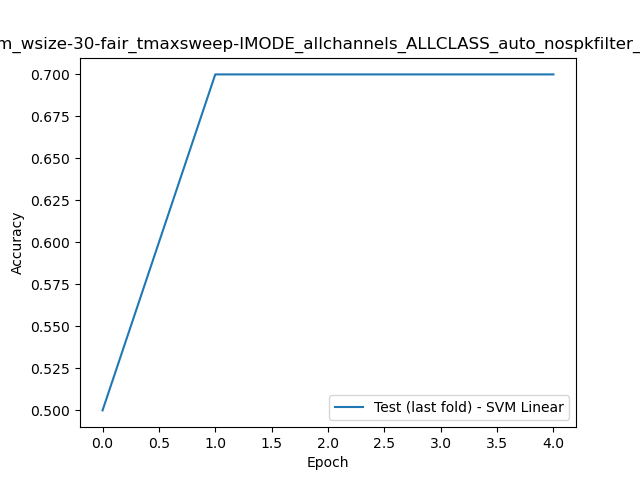 m_wsize-30-fair_tmaxsweep-IMODE_allchannels_ALLCLASS_auto_nospkfilter_
0.700
0.675
0.650
0.625
0.600
0.575
0.550
0.525
0.500
Accuracy
Test (last fold) - SVM Linear
0.0 0.5 1.0 1.5 2.0 2.5 3.0 3.5 4.0
Epoch